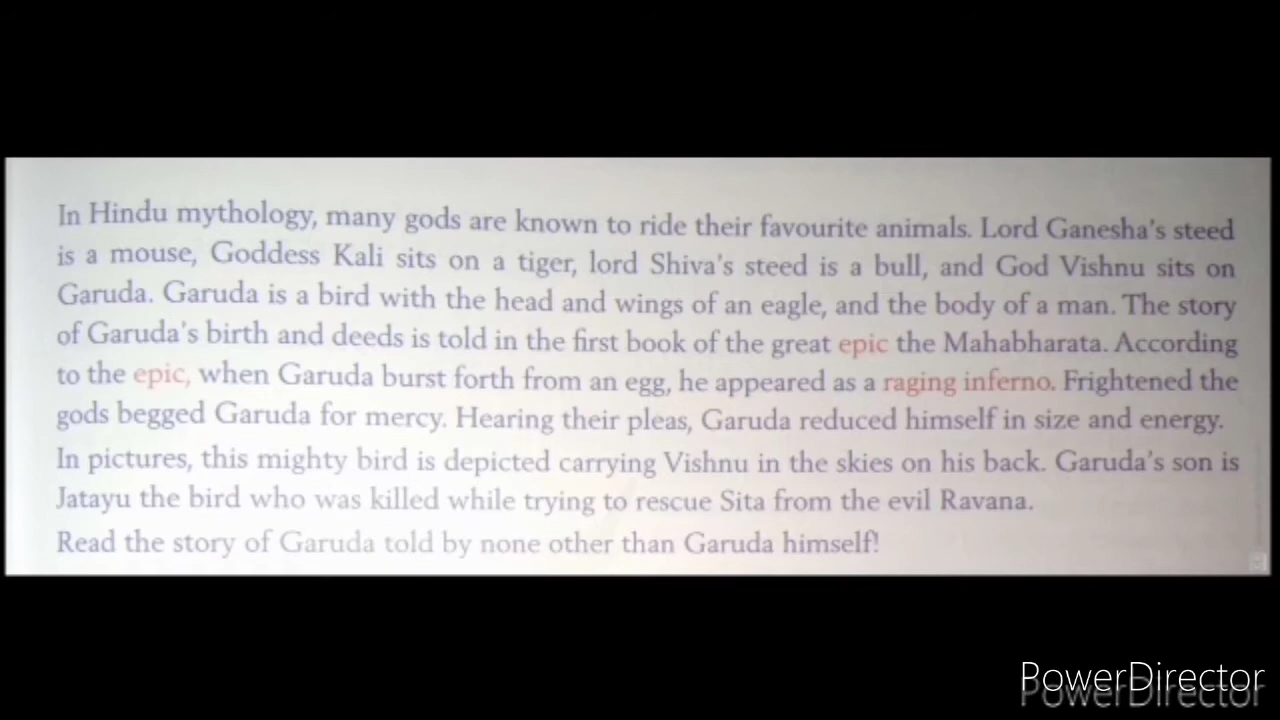 In Hindu mythology, many gods are known to ride their favourite animals. Lord Ganesha's steed
is a mouse, Goddess Kali sits on a tiger, lord Shiva's steed is a bull, and God Vishnu sits on
Garuda. Garuda is a bird with the head and wings of an eagle, and the body of a man. The story
of Garuda's birth and deeds is told in the first book of the great epic the Mahabharata. According
to the epic, when Garuda burst forth from an egg, he appeared as a raging inferno. Frightened the
gods begged Garuda for mercy. Hearing their pleas, Garuda reduced himself in size and energy.
In pictures, this mighty bird is depicted carrying Vishnu in the skies on his back. Garuda's son is
Jatayu the bird who was killed while trying to rescue Sita from the evil Ravana.
Read the story of Garuda told by none other than Garuda himself!
PowerDirector